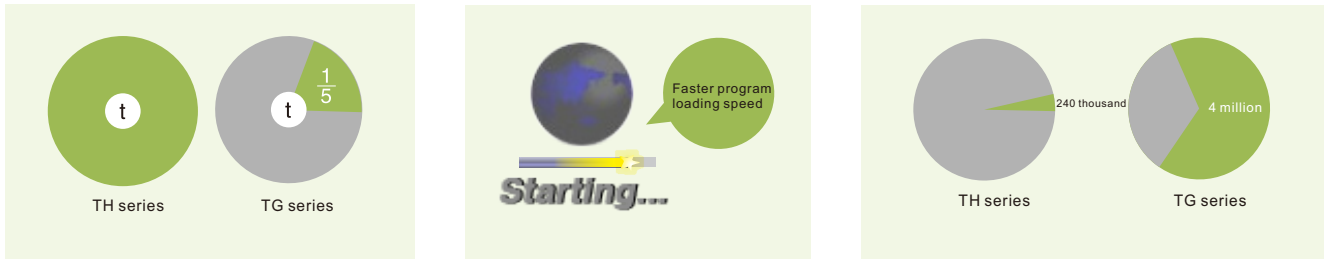 t
t
1
5
TH series
TG series
Faster program
loading speed
Starting...
240 thousand
4 million
TH series
TG series